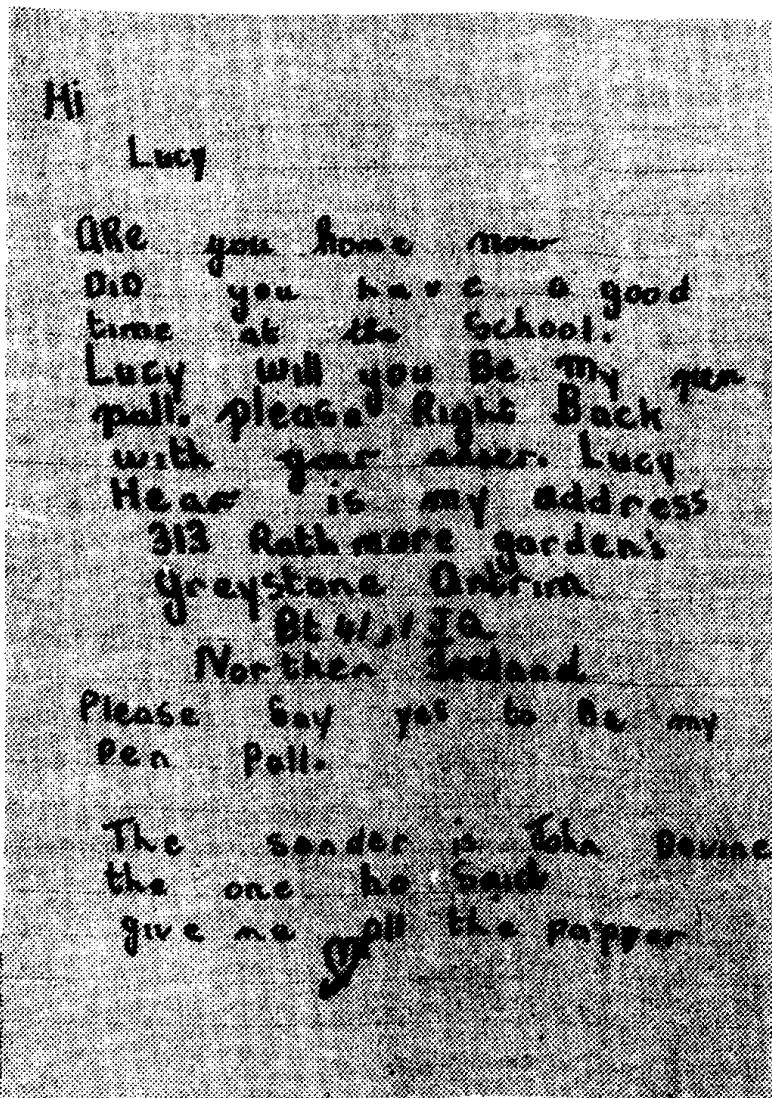 Hi
Lucy
ARe you home now
DiD you have a good
time at the School.
Lucy will you Be my pen
pall. please Right Back
with your
Lucy
Hear is my address
313 Rathmore garden's
Greystone Antrim
Bt 41, 1JQ
Northen Ireland
Please Say yes to Be my
pen Pall.
The sender is John Devine
the one ho Said
give me all the papper